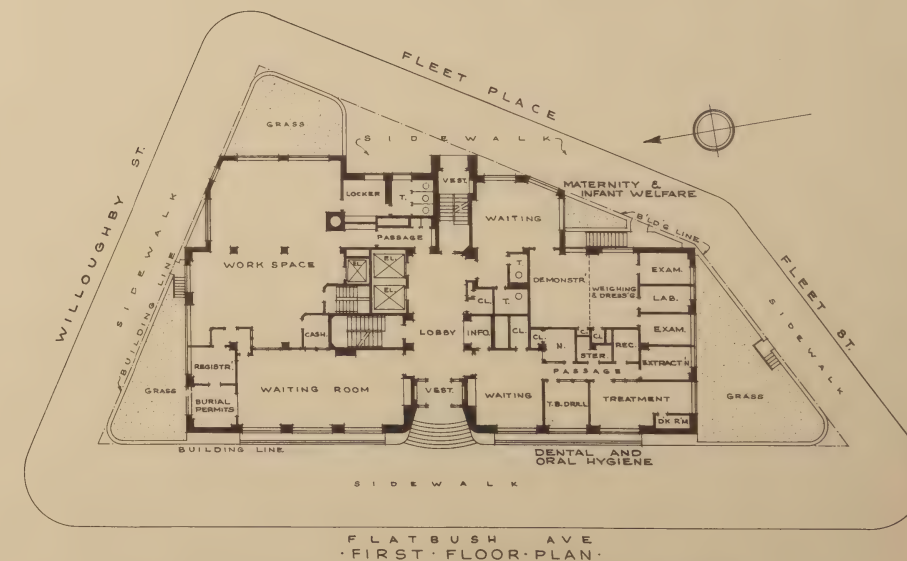 FLEET PLACE
WILLOUGHBY ST.
GRASS
SIDEWALK
VEST.
LOCKER
T.
MATERNITY &
INFANT WELFARE
WAITING
B'LD'G LINE
PASSAGE
SIDEWALK
FLEET ST.
WORK SPACE
EL.
EL.
EL.
T.
DEMONSTR.
WEIGHING
& DRESS'G
EXAM.
LAB.
EXAM.
BUILDING LINE
CL.
T.
CASH.
LOBBY
INFO.
CL.
CL.
N.
C.
CL.
STER.
REC.
EXTRACT'N
SIDEWALK
REGISTR.
PASSAGE
BURIAL
PERMITS
WAITING ROOM
VEST.
WAITING
T.B. DRILL
TREATMENT
DK R'M
GRASS
GRASS
BUILDING LINE
DENTAL AND
ORAL HYGIENE
SIDEWALK
FLATBUSH AVE
·FIRST·FLOOR·PLAN·